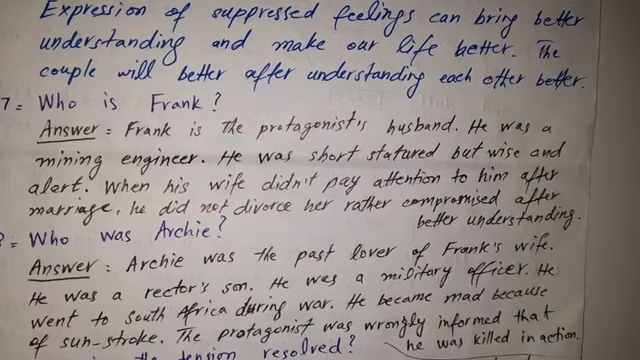 Expression of suppressed feelings can bring better
understanding and make our life better. The
couple will better after understanding each other better.
7= Who is Frank?
Answer = Frank is the protagonist's husband. He was a
mining engineer. He was short statured but wise and
alert. When his wife didn't pay attention to him after
marriage, he did not divorce her rather compromised after
better understanding.
= Who was Archie?
Answer : Archie was the past lover of Frank's wife.
He was a rector's son. He was a military officer. He
went to South Africa during war. He became mad because
of sun-stroke. The protagonist was wrongly informed that
he was killed in action.
the tension resolved?